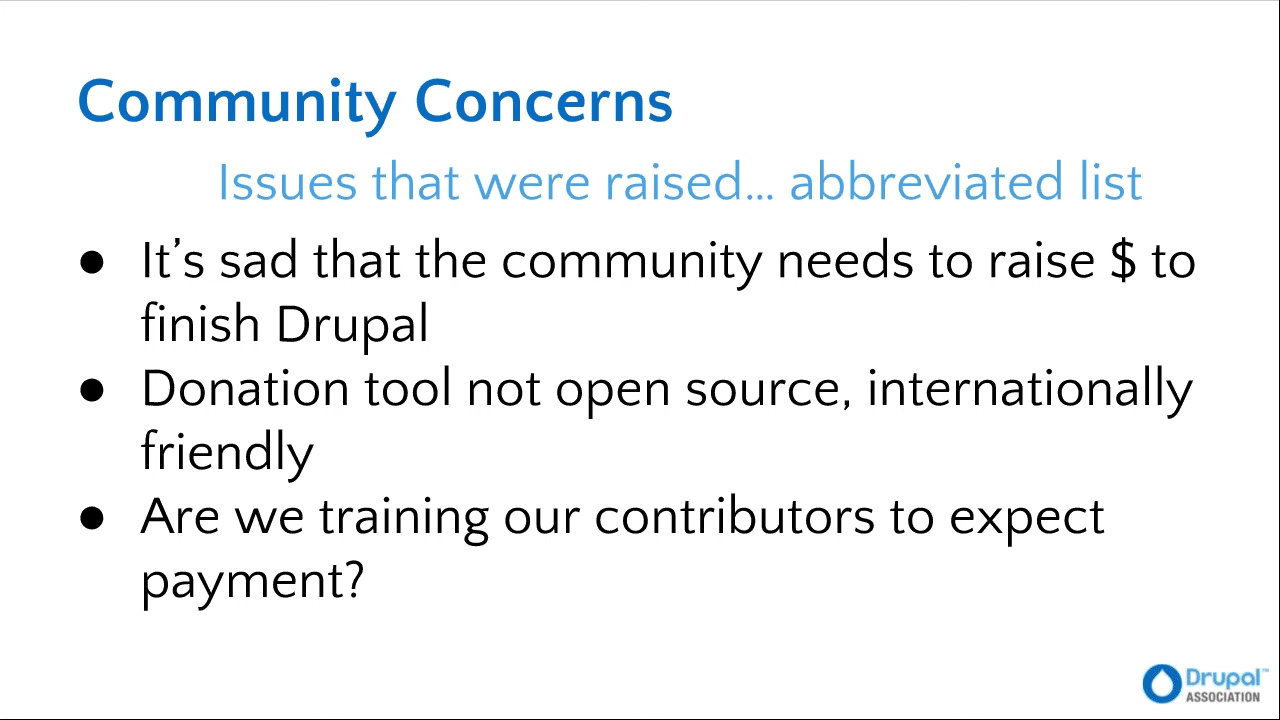 Community Concerns
Issues that were raised... abbreviated list
● It’s sad that the community needs to raise $ to
finish Drupal
● Donation tool not open source, internationally
friendly
● Are we training our contributors to expect
payment?
Drupal™
ASSOCIATION